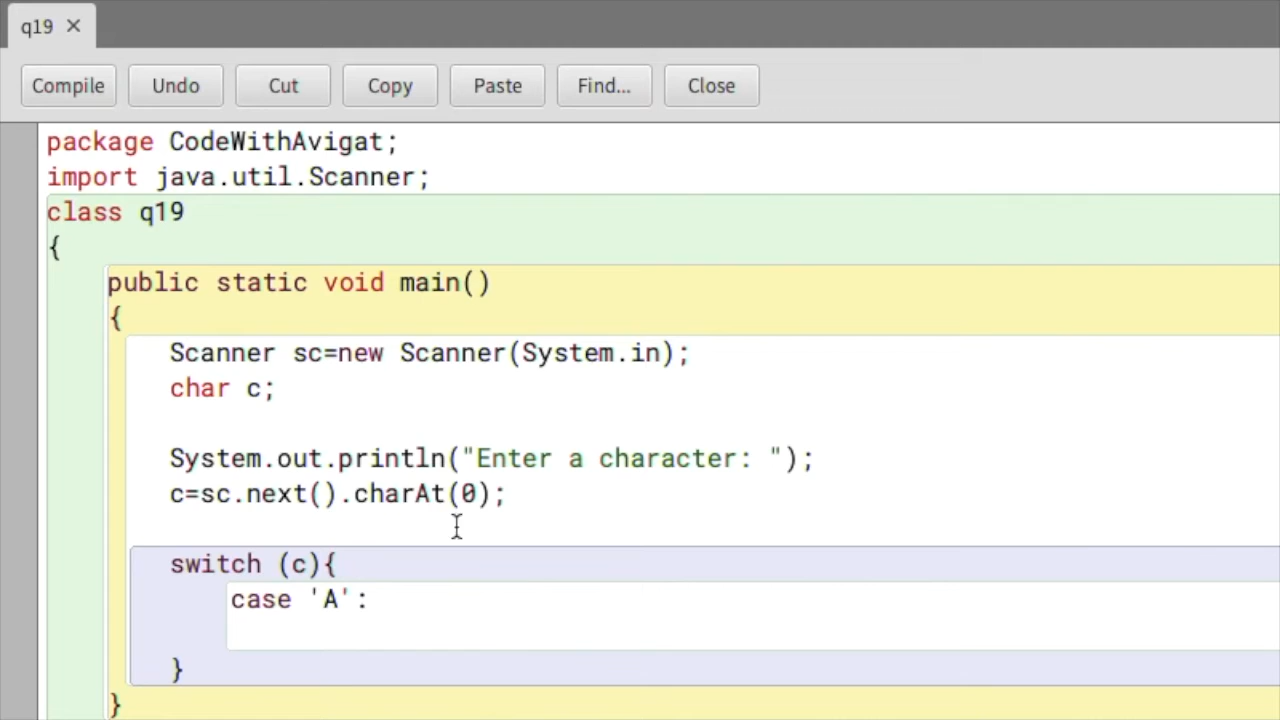 q19 ×
Compile Undo Cut Copy Paste Find... Close
package CodeWithAvigat;
import java.util.Scanner;
class q19
{
public static void main()
{
Scanner sc=new Scanner(System.in);
char c;
System.out.println("Enter a character: ");
c=sc.next().charAt(0);
switch (c){
case 'A':
}
}